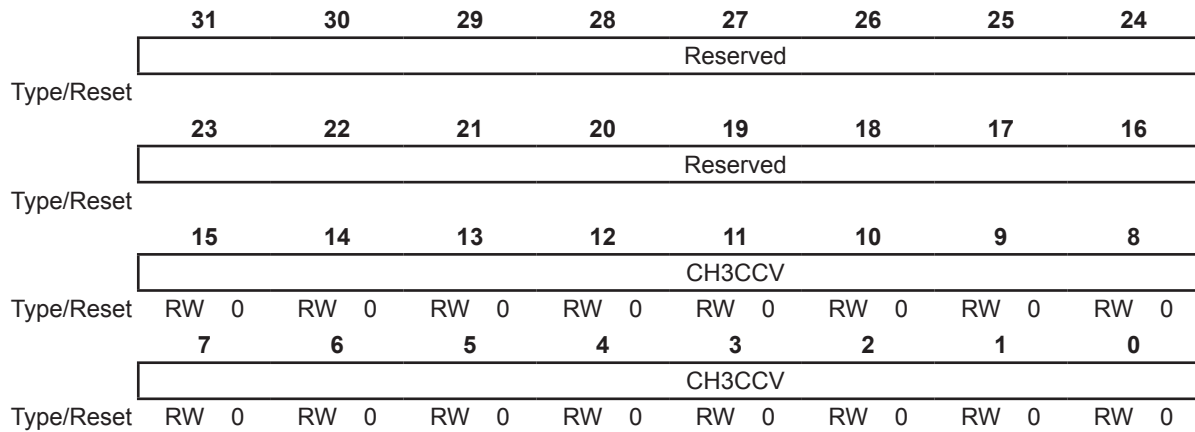 31 30 29 28 27 26 25 24
Reserved
Type/Reset
23 22 21 20 19 18 17 16
Reserved
Type/Reset
15 14 13 12 11 10 9 8
CH3CCV
Type/Reset RW 0 RW 0 RW 0 RW 0 RW 0 RW 0 RW 0 RW 0
7 6 5 4 3 2 1 0
CH3CCV
Type/Reset RW 0 RW 0 RW 0 RW 0 RW 0 RW 0 RW 0 RW 0